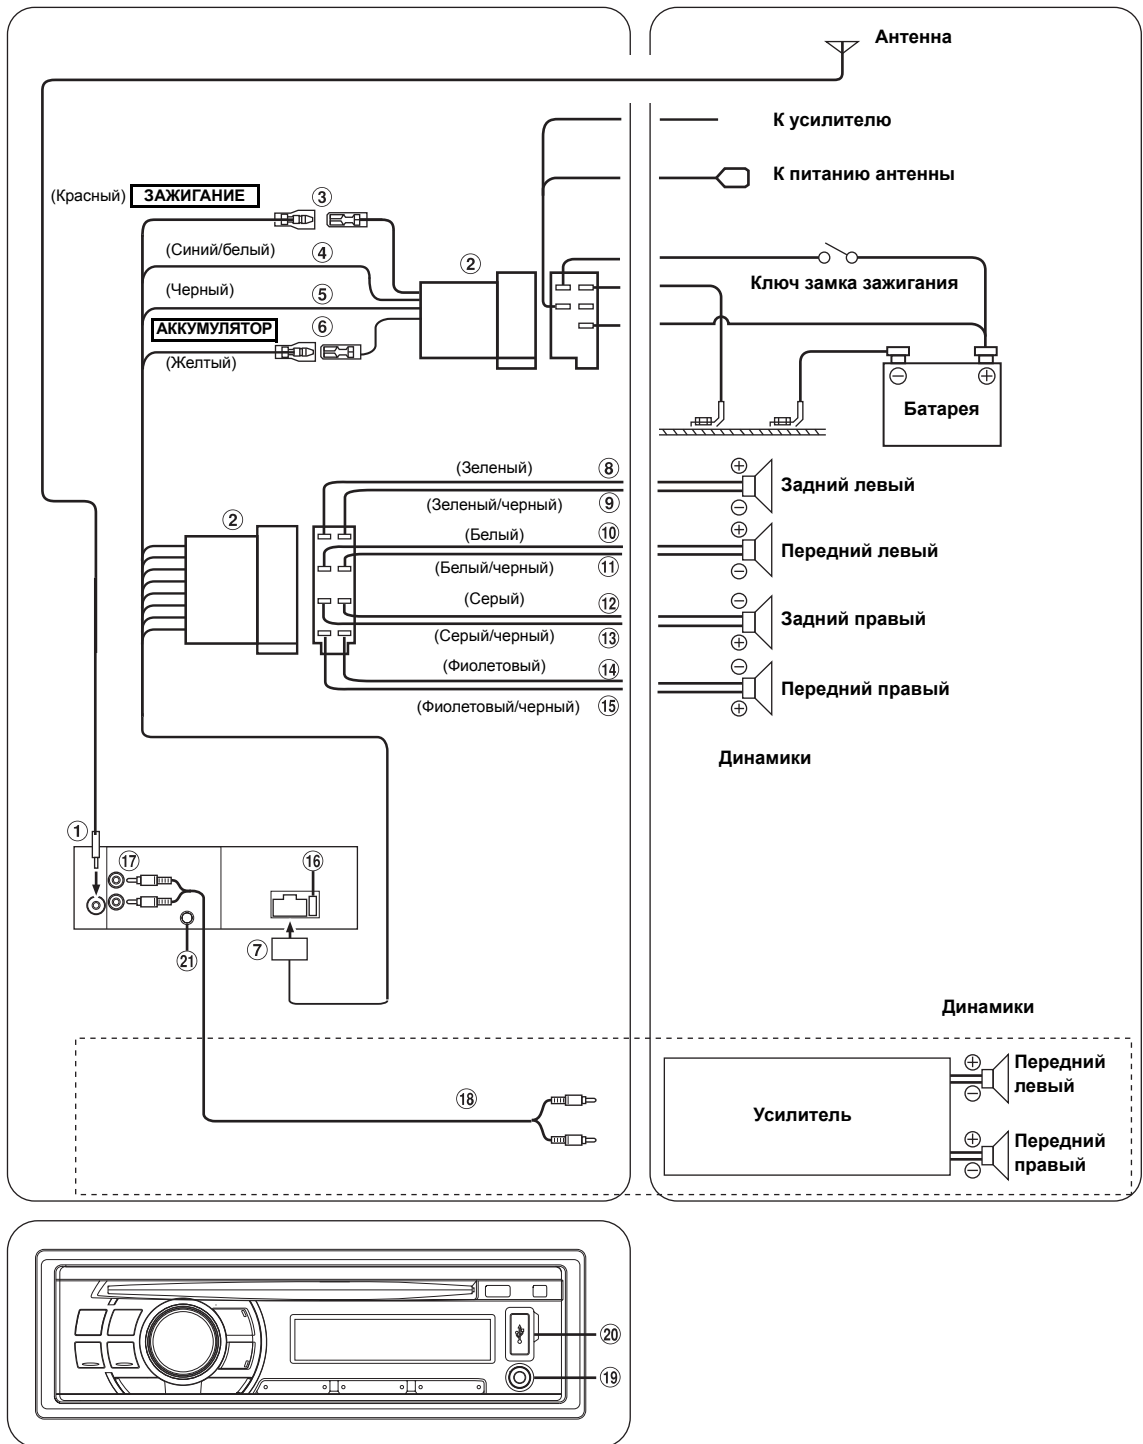 Антенна
К усилителю
К питанию антенны
(Красный) ЗАЖИГАНИЕ ③
(Синий/белый) ④
②
Ключ замка зажигания
(Черный) ⑤
АККУМУЛЯТОР ⑥
(Желтый)
⊖ ⊕
Батарея
(Зеленый) ⑧ ⊕
Задний левый
(Зеленый/черный) ⑨ ⊖
②
(Белый) ⑩ ⊕
Передний левый
(Белый/черный) ⑪ ⊖
(Серый) ⑫ ⊖
Задний правый
(Серый/черный) ⑬ ⊕
(Фиолетовый) ⑭ ⊖
Передний правый
(Фиолетовый/черный) ⑮ ⊕
Динамики
①
⑰
⑯
⑦
㉑
Динамики
⊕ Передний
левый
⊖
⑱
Усилитель
⊕ Передний
правый
⊖
⑳
⑲